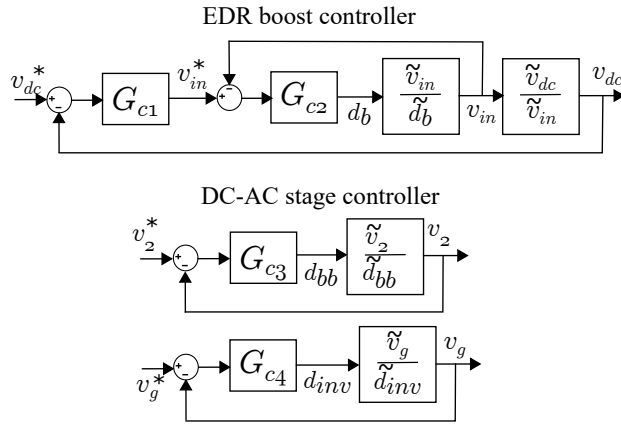 EDR boost controller
v_dc* + - G_c1 v_in* + - G_c2 d_b ṽ_in / d̃_b v_in ṽ_dc / ṽ_in v_dc
DC-AC stage controller
v_2* + - G_c3 d_bb ṽ_2 / d̃_bb v_2
v_g* + - G_c4 d_inv ṽ_g / d̃_inv v_g